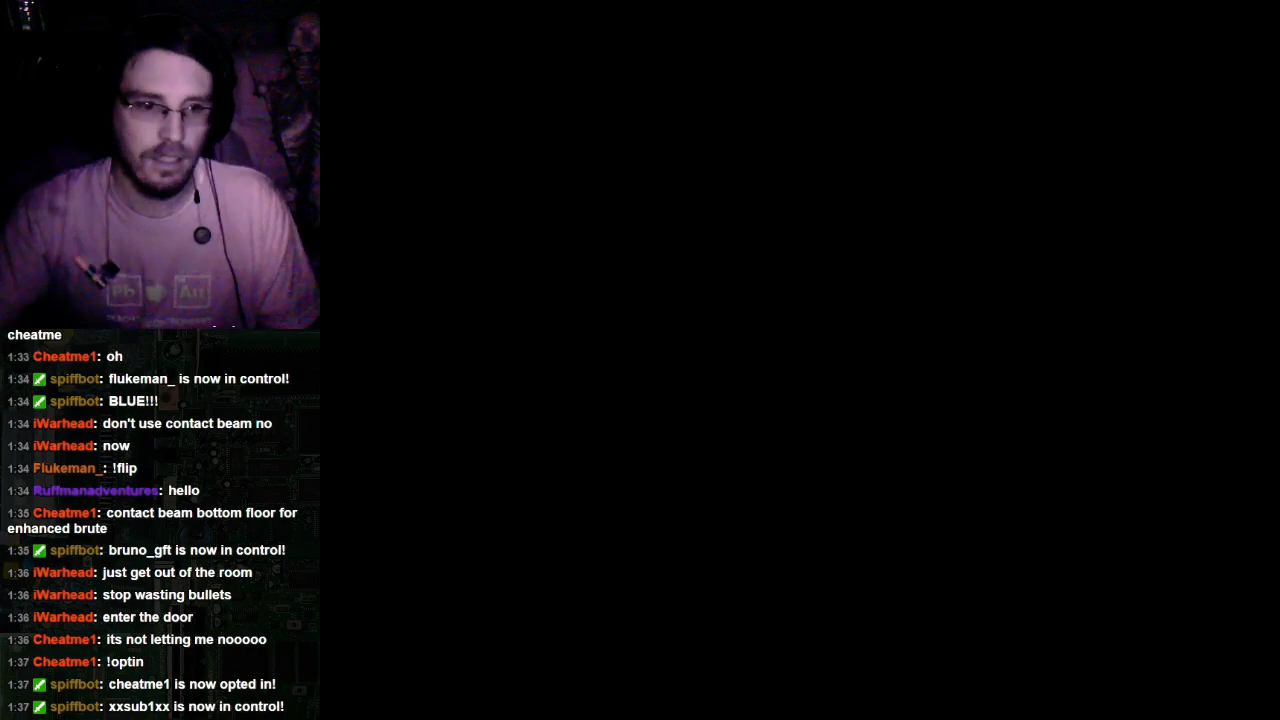 Ph
cheatme
1:33 Cheatme1: oh
1:34 spiffbot: flukeman_ is now in control!
1:34 spiffbot: BLUE!!!
1:34 iWarhead: don't use contact beam no
1:34 iWarhead: now
1:34 Flukeman_: !flip
1:34 Ruffmanadventures: hello
1:35 Cheatme1: contact beam bottom floor for
enhanced brute
1:35 spiffbot: bruno_gft is now in control!
1:36 iWarhead: just get out of the room
1:36 iWarhead: stop wasting bullets
1:36 iWarhead: enter the door
1:36 Cheatme1: its not letting me nooooo
1:37 Cheatme1: !optin
1:37 spiffbot: cheatme1 is now opted in!
1:37 spiffbot: xxsub1xx is now in control!